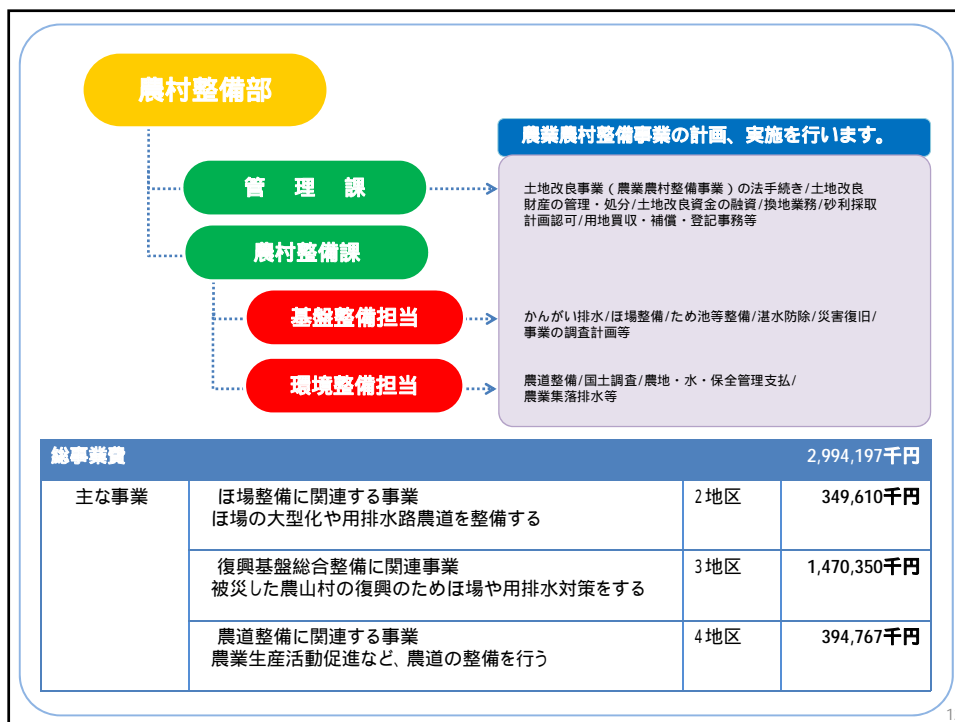 農村整備部
農業農村整備事業の計画、実施を行います。
管 理 課
土地改良事業(農業農村整備事業)の法手続き/土地改良
財産の管理・処分/土地改良資金の融資/換地業務/砂利採取
計画認可/用地買収・補償・登記事務等
農村整備課
基盤整備担当
かんがい排水/ほ場整備/ため池等整備/湛水防除/災害復旧/
事業の調査計画等
環境整備担当
農道整備/国土調査/農地・水・保全管理支払/
農業集落排水等
総事業費 2,994,197千円
主な事業 ほ場整備に関連する事業 2地区 349,610千円
ほ場の大型化や用排水路農道を整備する
復興基盤総合整備に関連事業 3地区 1,470,350千円
被災した農山村の復興のためほ場や用排水対策をする
農道整備に関連する事業 4地区 394,767千円
農業生産活動促進など、農道の整備を行う
1